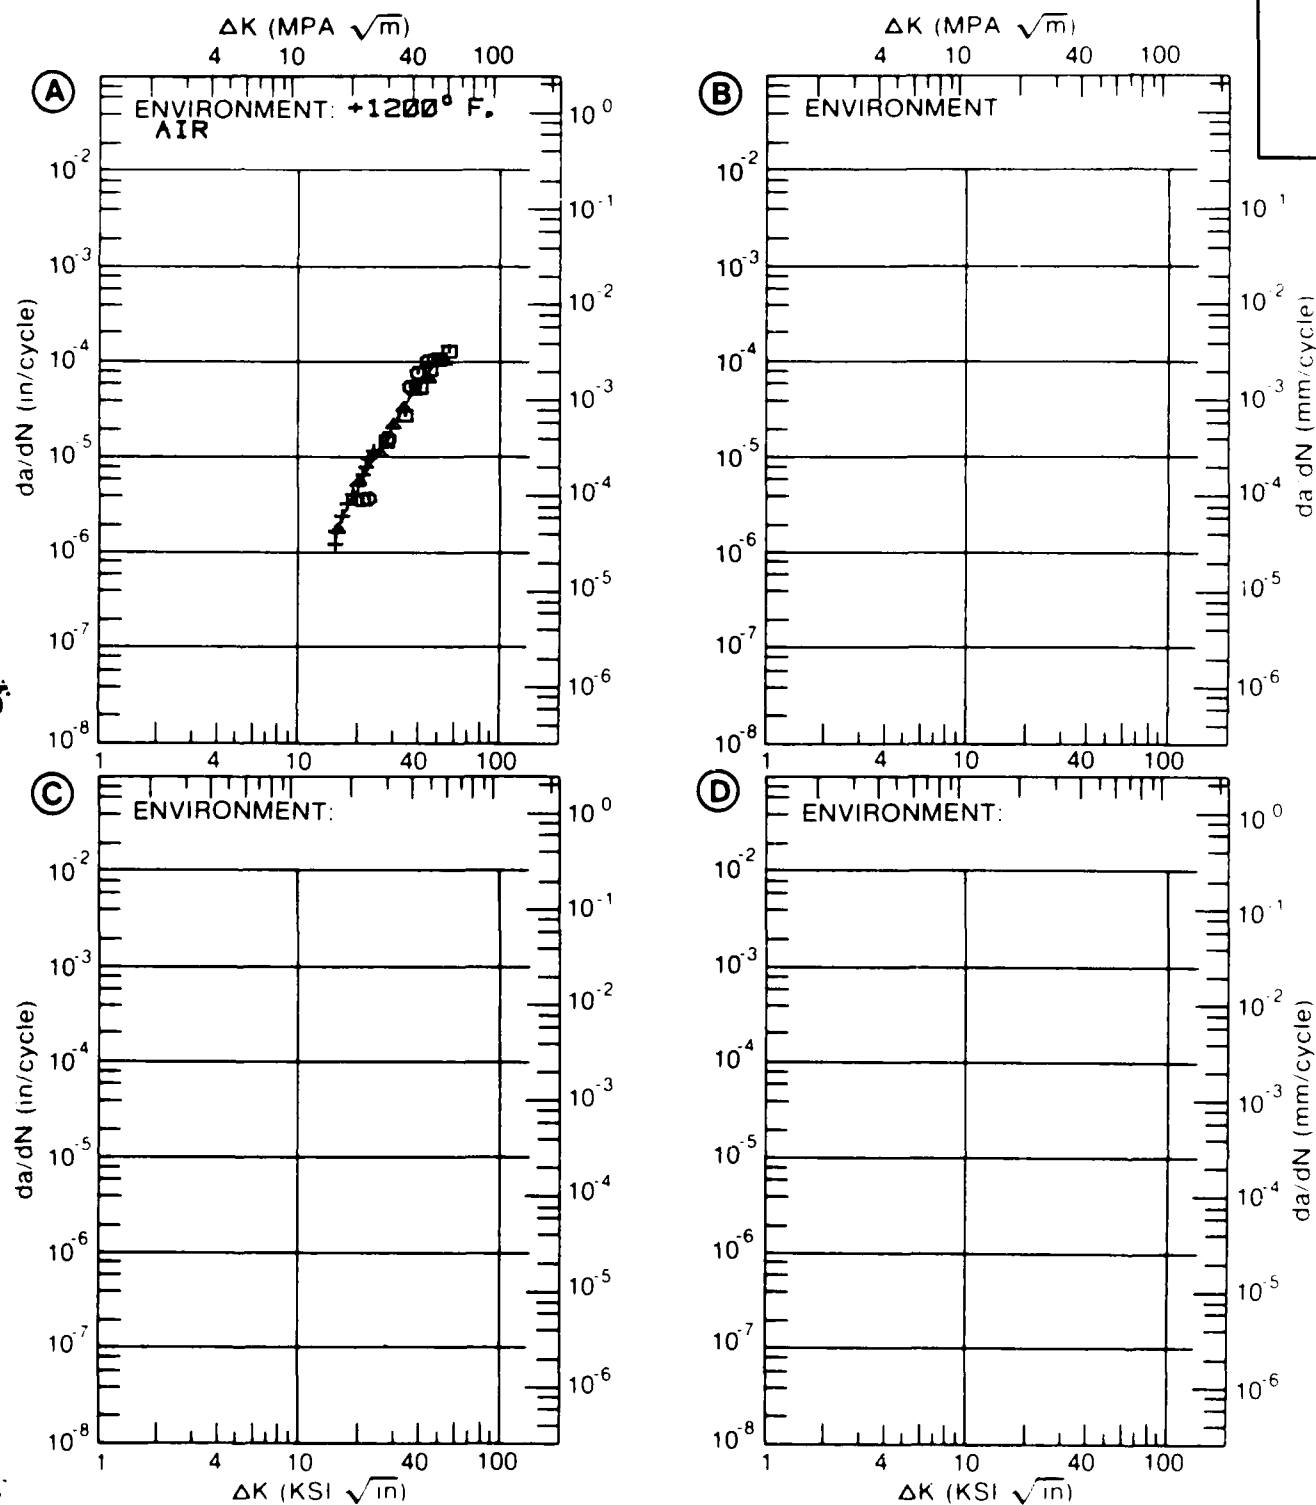 ΔK (MPA √m)
4 10 40 100
ΔK (MPA √m)
4 10 40 100
A
ENVIRONMENT: +1200° F.
AIR
10^0
10^-2
10^-1
10^-3
10^-2
10^-4
10^-3
10^-5
10^-4
10^-6
10^-5
10^-7
10^-6
10^-8
1 4 10 40 100
da/dN (in/cycle)
B
ENVIRONMENT
10^-2
10^1
10^-3
10^-2
10^-4
10^-3
10^-5
10^-4
10^-6
10^-5
10^-7
10^-6
10^-8
1 4 10 40 100
da dN (mm/cycle)
C
ENVIRONMENT:
10^0
10^-2
10^-1
10^-3
10^-2
10^-4
10^-3
10^-5
10^-4
10^-6
10^-5
10^-7
10^-6
10^-8
1 4 10 40 100
da/dN (in/cycle)
ΔK (KSI √in)
D
ENVIRONMENT:
10^0
10^-2
10^-1
10^-3
10^-2
10^-4
10^-3
10^-5
10^-4
10^-6
10^-5
10^-7
10^-6
10^-8
1 4 10 40 100
da/dN (mm/cycle)
ΔK (KSI √in)